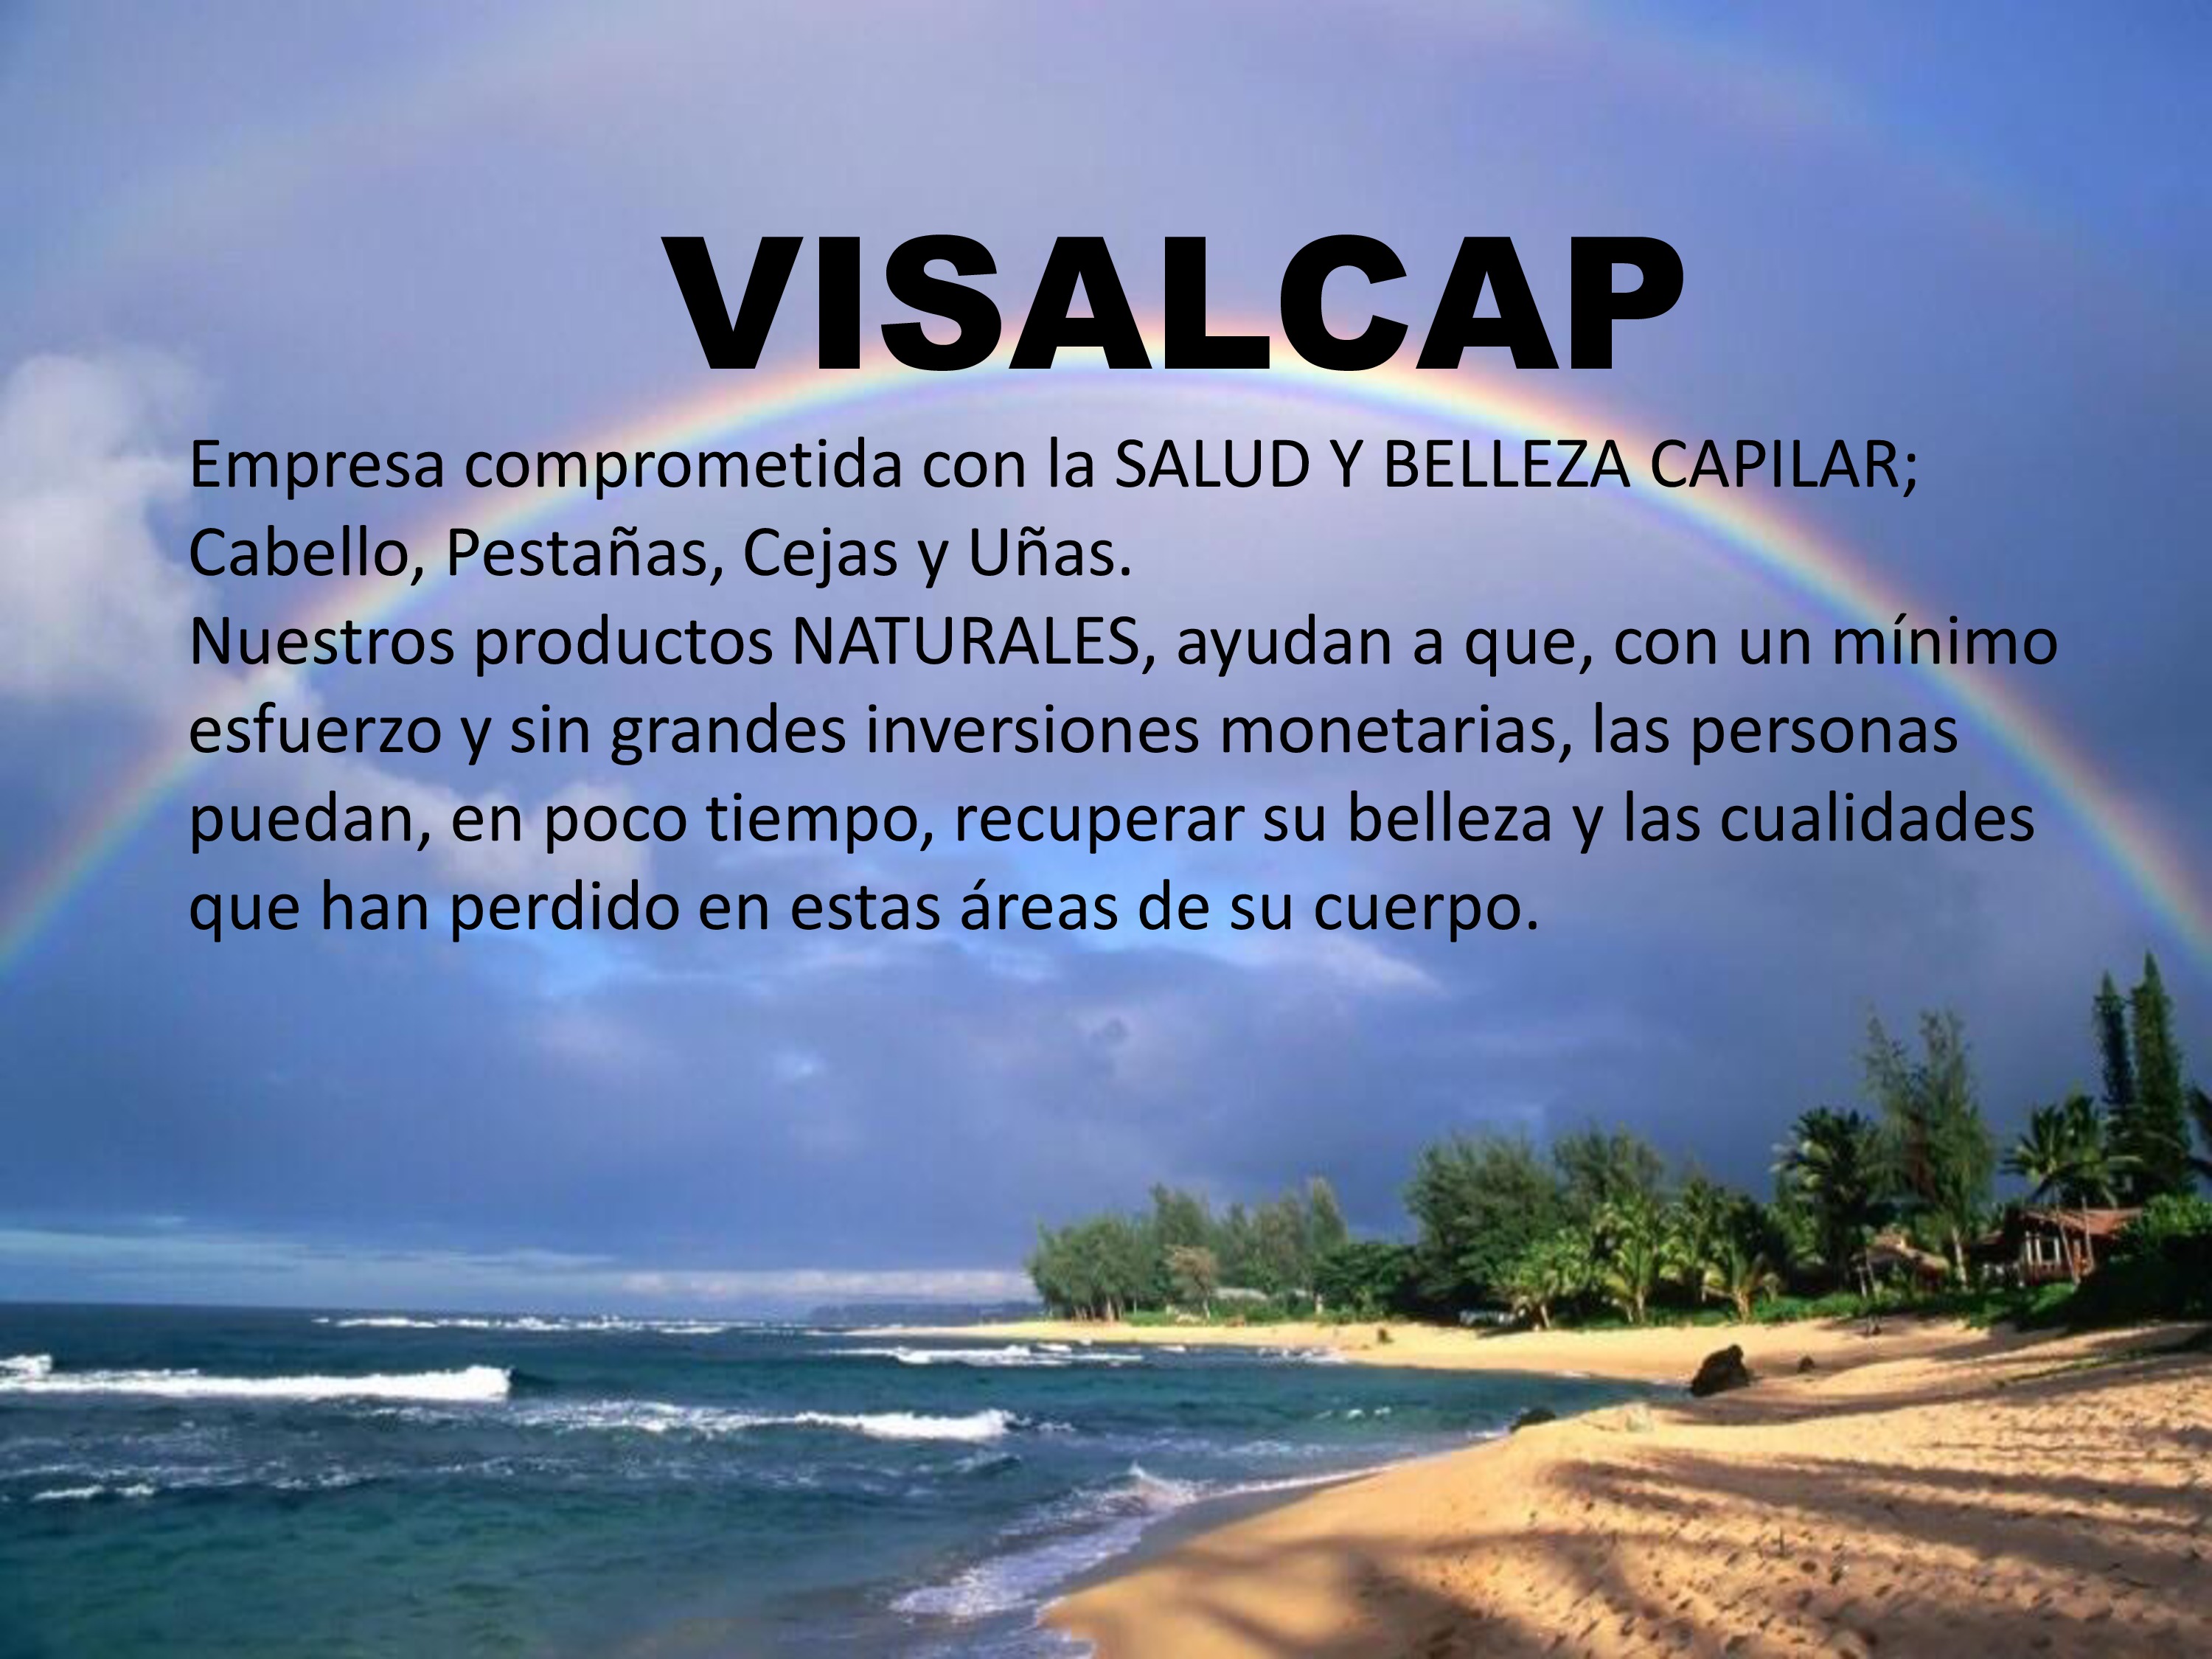 VISALCAP
Empresa comprometida con la SALUD Y BELLEZA CAPILAR;
Cabello, Pestañas, Cejas y Uñas.
Nuestros productos NATURALES, ayudan a que, con un mínimo
esfuerzo y sin grandes inversiones monetarias, las personas
puedan, en poco tiempo, recuperar su belleza y las cualidades
que han perdido en estas áreas de su cuerpo.